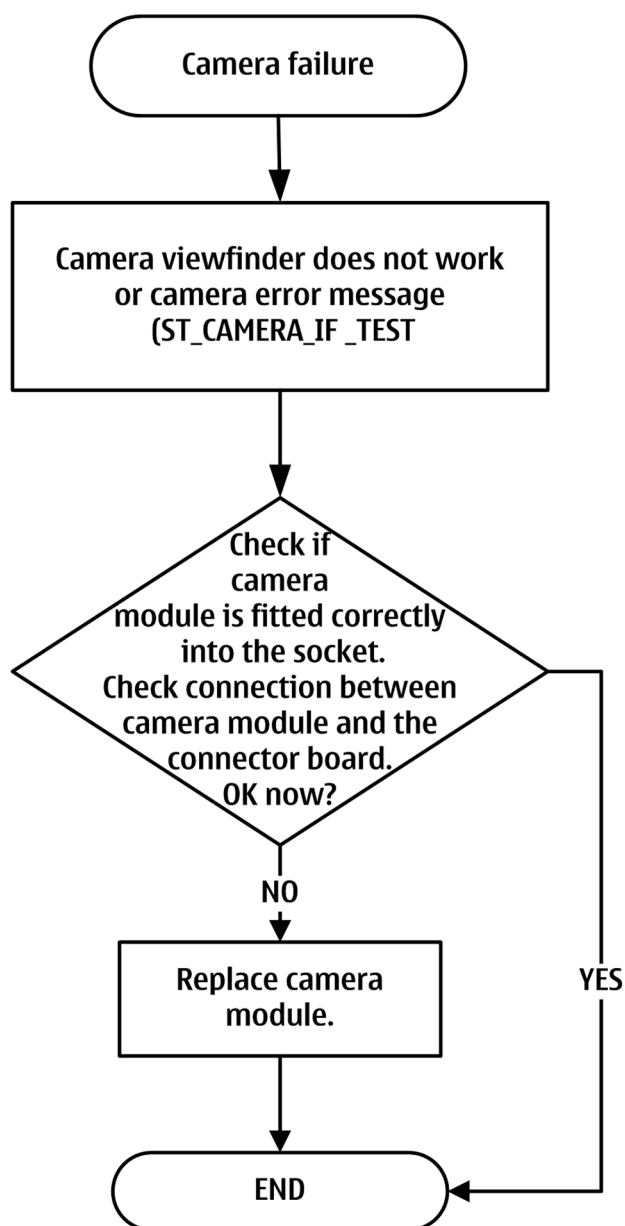 Camera failure
Camera viewfinder does not work
or camera error message
(ST_CAMERA_IF _TEST
Check if
camera
module is fitted correctly
into the socket.
Check connection between
camera module and the
connector board.
OK now?
NO
Replace camera
module.
YES
END